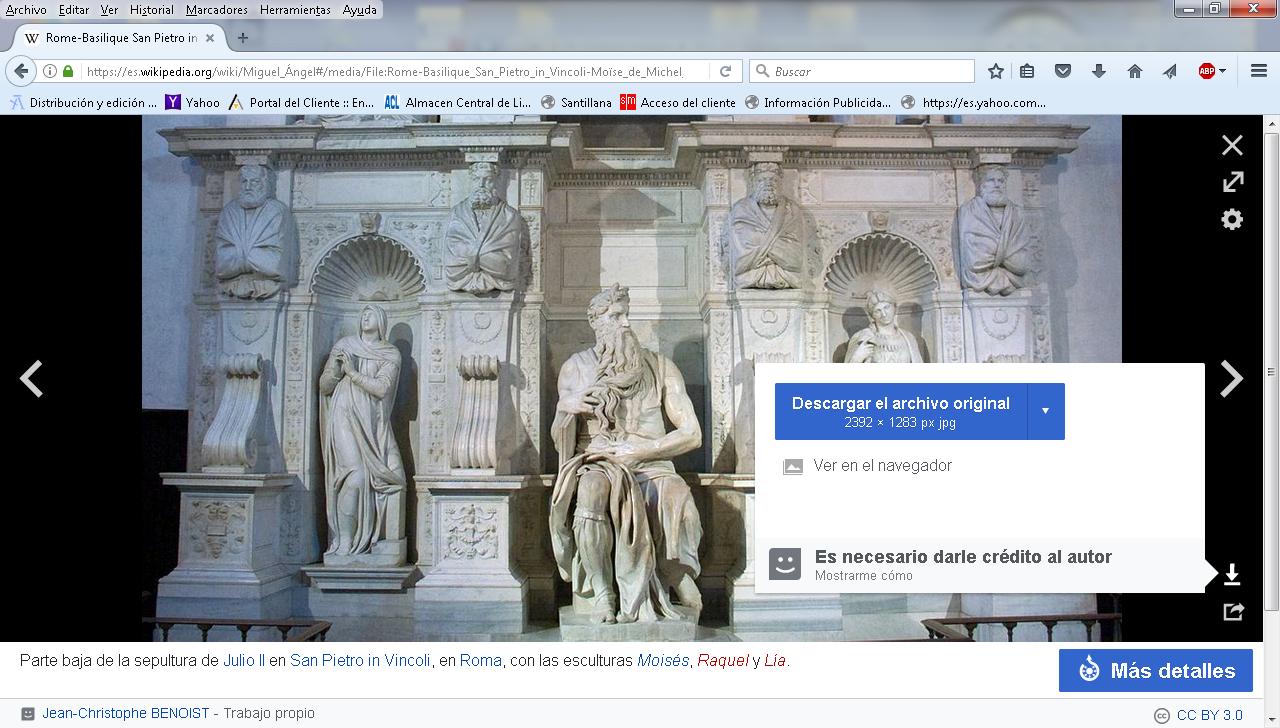 Archivo Editar Ver Historial Marcadores Herramientas Ayuda
W Rome-Basilique San Pietro in
https://es.wikipedia.org/wiki/Miguel_Ángel#/media/File:Rome-Basilique_San_Pietro_in_Vincoli-Moïse_de_Michel_
Buscar
ABP
Distribución y edición ... Yahoo Portal del Cliente :: En... ACL Almacen Central de Li... Santillana sm Acceso del cliente Información Publicida... https://es.yahoo.com...
Descargar el archivo original
2392 × 1283 px jpg
Ver en el navegador
Es necesario darle crédito al autor
Mostrarme cómo
Parte baja de la sepultura de Julio II en San Pietro in Vincoli, en Roma, con las esculturas Moisés, Raquel y Lía.
Más detalles
Jean-Christophe BENOIST - Trabajo propio
cc CC BY 3.0